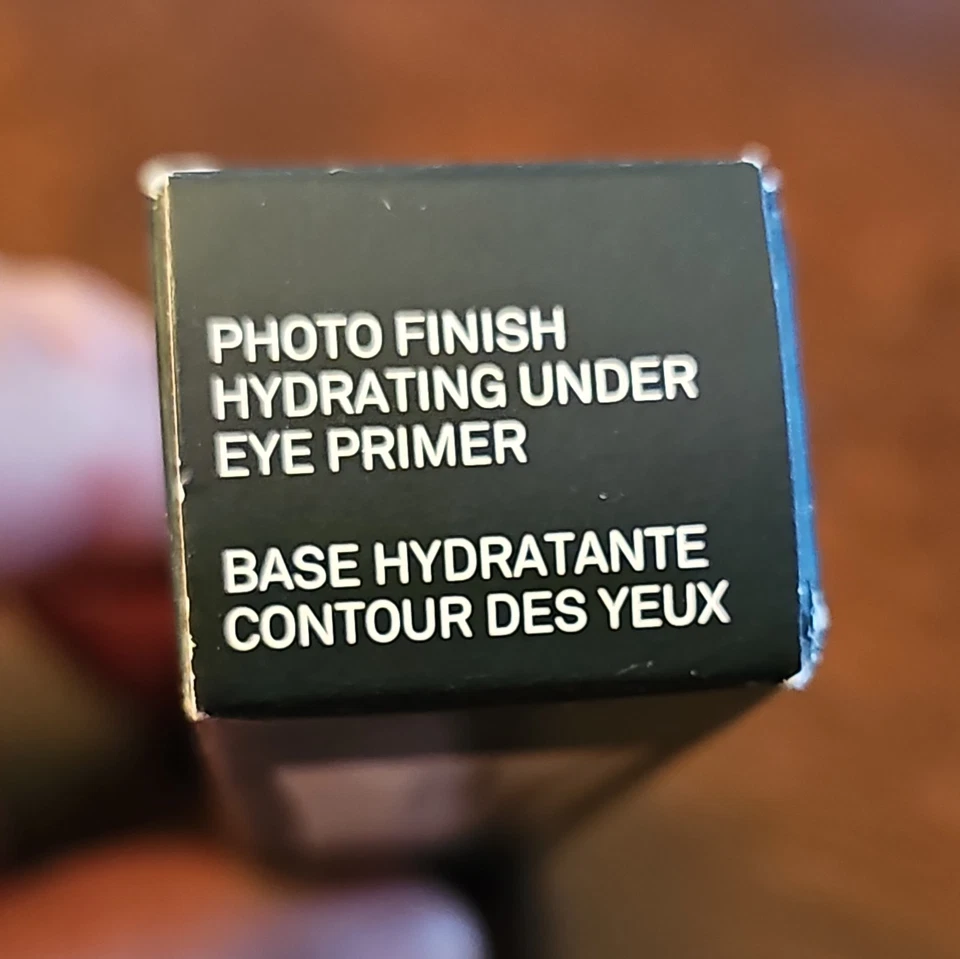 PHOTO FINISH
HYDRATING UNDER
EYE PRIMER
BASE HYDRATANTE
CONTOUR DES YEUX